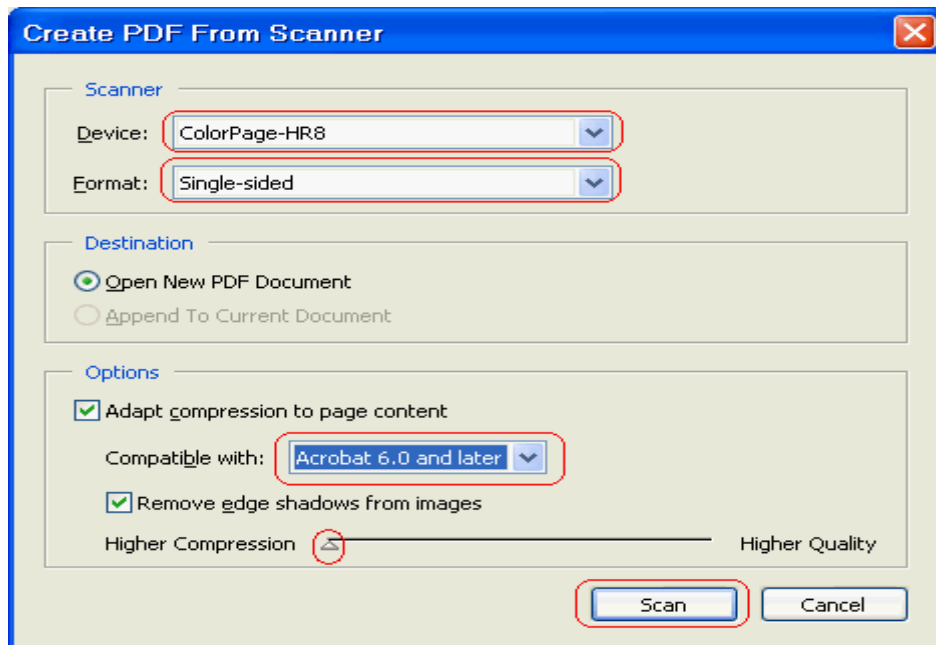 Create PDF From Scanner
Scanner
Device: ColorPage-HR8
Format: Single-sided
Destination
Open New PDF Document
Append To Current Document
Options
Adapt compression to page content
Compatible with: Acrobat 6.0 and later
Remove edge shadows from images
Higher Compression Higher Quality
Scan Cancel